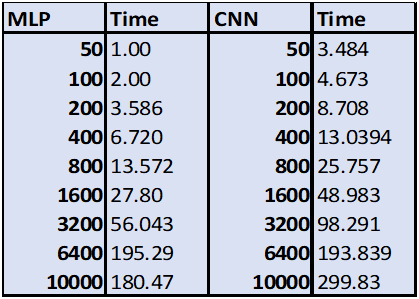 MLP Time CNN Time
50 1.00 50 3.484
100 2.00 100 4.673
200 3.586 200 8.708
400 6.720 400 13.0394
800 13.572 800 25.757
1600 27.80 1600 48.983
3200 56.043 3200 98.291
6400 195.29 6400 193.839
10000 180.47 10000 299.83